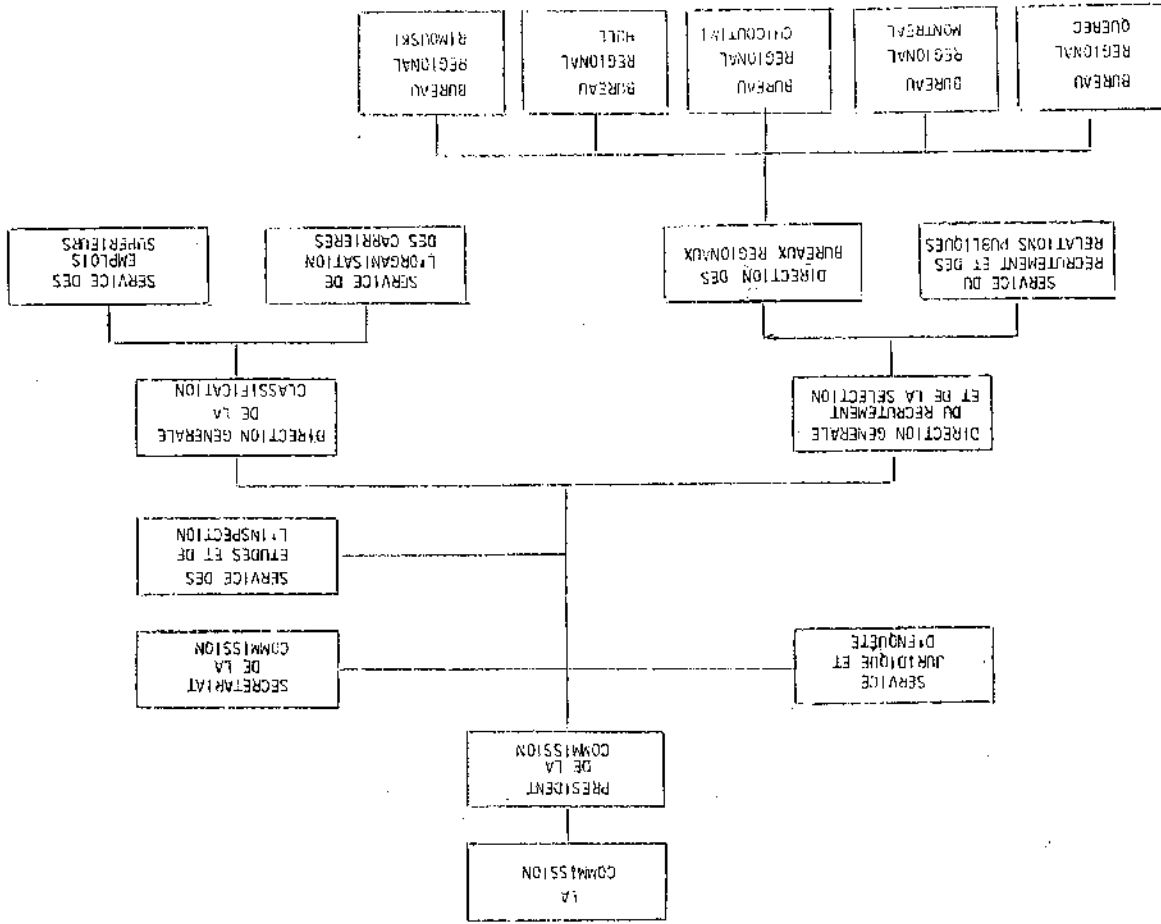 LA
COMMISSION
PRESIDENT
DE LA
COMMISSION
SERVICE
JURIDIQUE ET
D'ENQUÊTE
SECRETARIAT
DE LA
COMMISSION
SERVICE DES
ETUDES ET DE
L'INSPECTION
DIRECTION GENERALE
DU RECRUTEMENT
ET DE LA SELECTION
DIRECTION GENERALE
DE LA
CLASSIFICATION
SERVICE DU
RECRUTEMENT ET DES
RELATIONS PUBLIQUES
DIRECTION DES
BUREAUX REGIONAUX
SERVICE DE
L'ORGANISATION
DES CARRIERES
SERVICE DES
EMPLOIS
SUPERIEURS
BUREAU
REGIONAL
QUEBEC
BUREAU
REGIONAL
MONTREAL
BUREAU
REGIONAL
CHICOUTIMI
BUREAU
REGIONAL
HULL
BUREAU
REGIONAL
RIMOUSKI